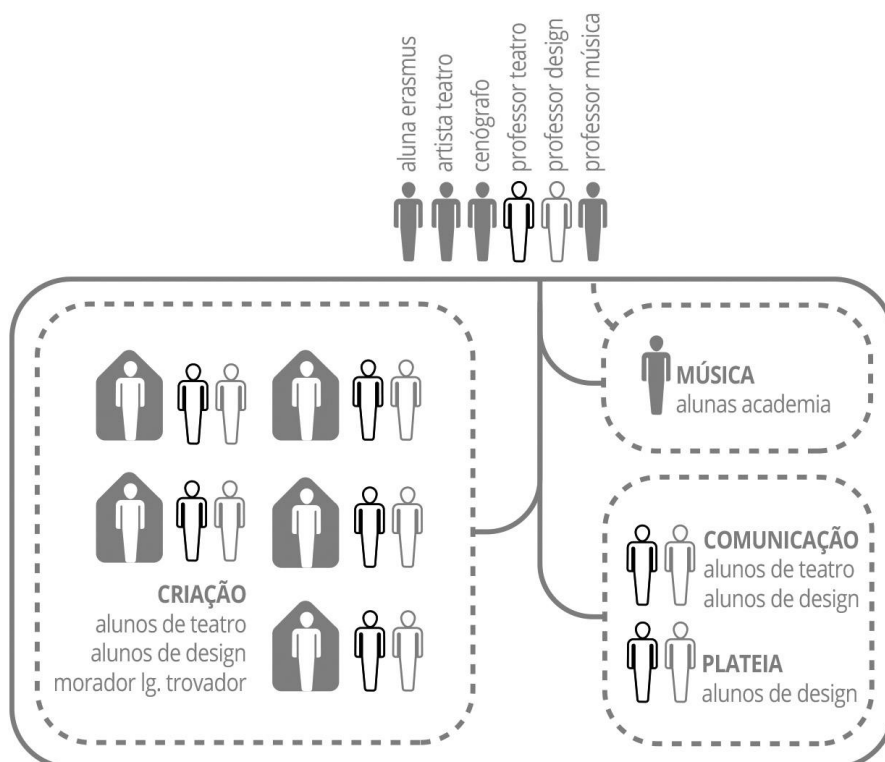 aluna erasmus
artista teatro
cenógrafo
professor teatro
professor design
professor música
MÚSICA
alunas academia
CRIAÇÃO
alunos de teatro
alunos de design
morador lg. trovador
COMUNICAÇÃO
alunos de teatro
alunos de design
PLATEIA
alunos de design